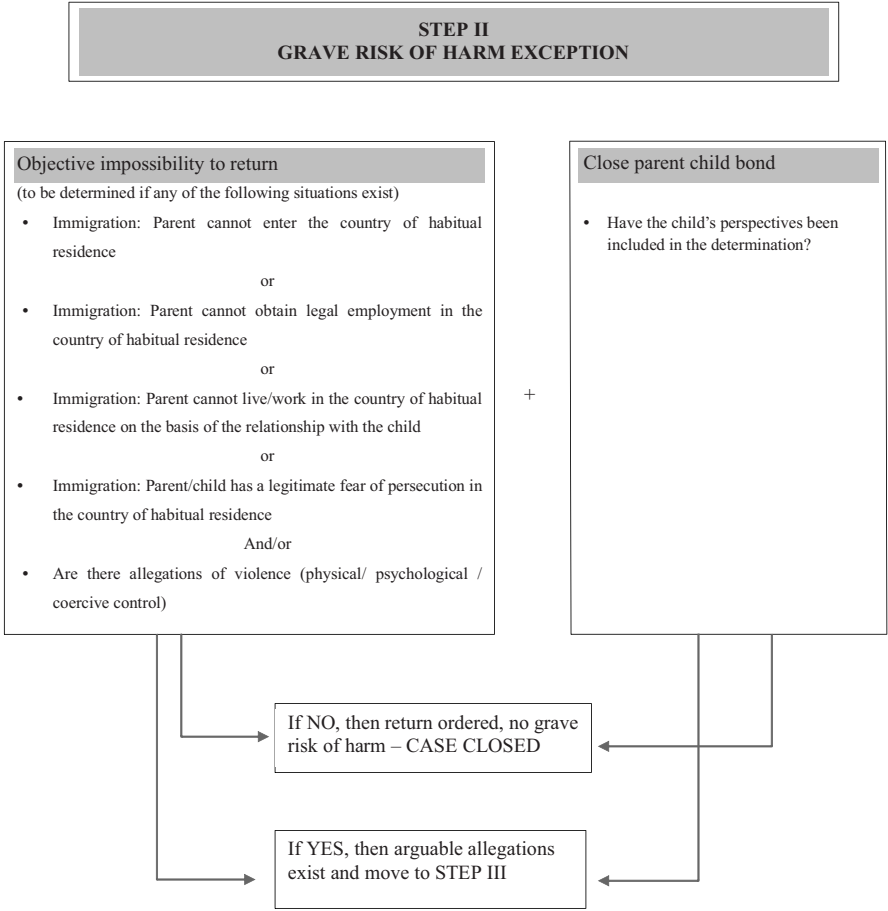 STEP II
GRAVE RISK OF HARM EXCEPTION
Objective impossibility to return
(to be determined if any of the following situations exist)
• Immigration: Parent cannot enter the country of habitual
residence
or
• Immigration: Parent cannot obtain legal employment in the
country of habitual residence
or
• Immigration: Parent cannot live/work in the country of habitual
residence on the basis of the relationship with the child
or
• Immigration: Parent/child has a legitimate fear of persecution in
the country of habitual residence
And/or
• Are there allegations of violence (physical/ psychological /
coercive control)
+
Close parent child bond
• Have the child’s perspectives been
included in the determination?
If NO, then return ordered, no grave
risk of harm – CASE CLOSED
If YES, then arguable allegations
exist and move to STEP III